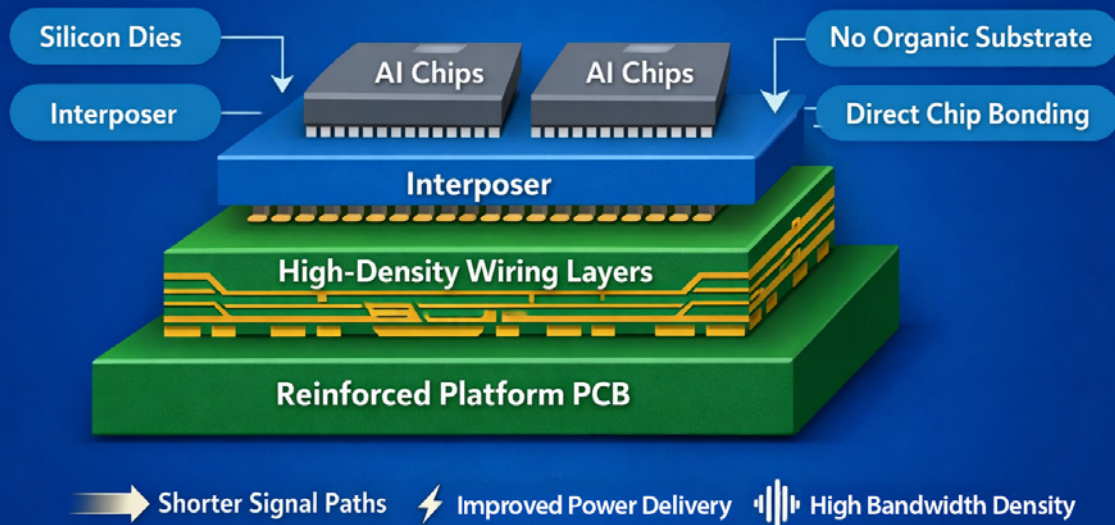 Silicon Dies
No Organic Substrate
AI Chips
AI Chips
Interposer
Direct Chip Bonding
Interposer
High-Density Wiring Layers
Reinforced Platform PCB
Shorter Signal Paths
Improved Power Delivery
High Bandwidth Density